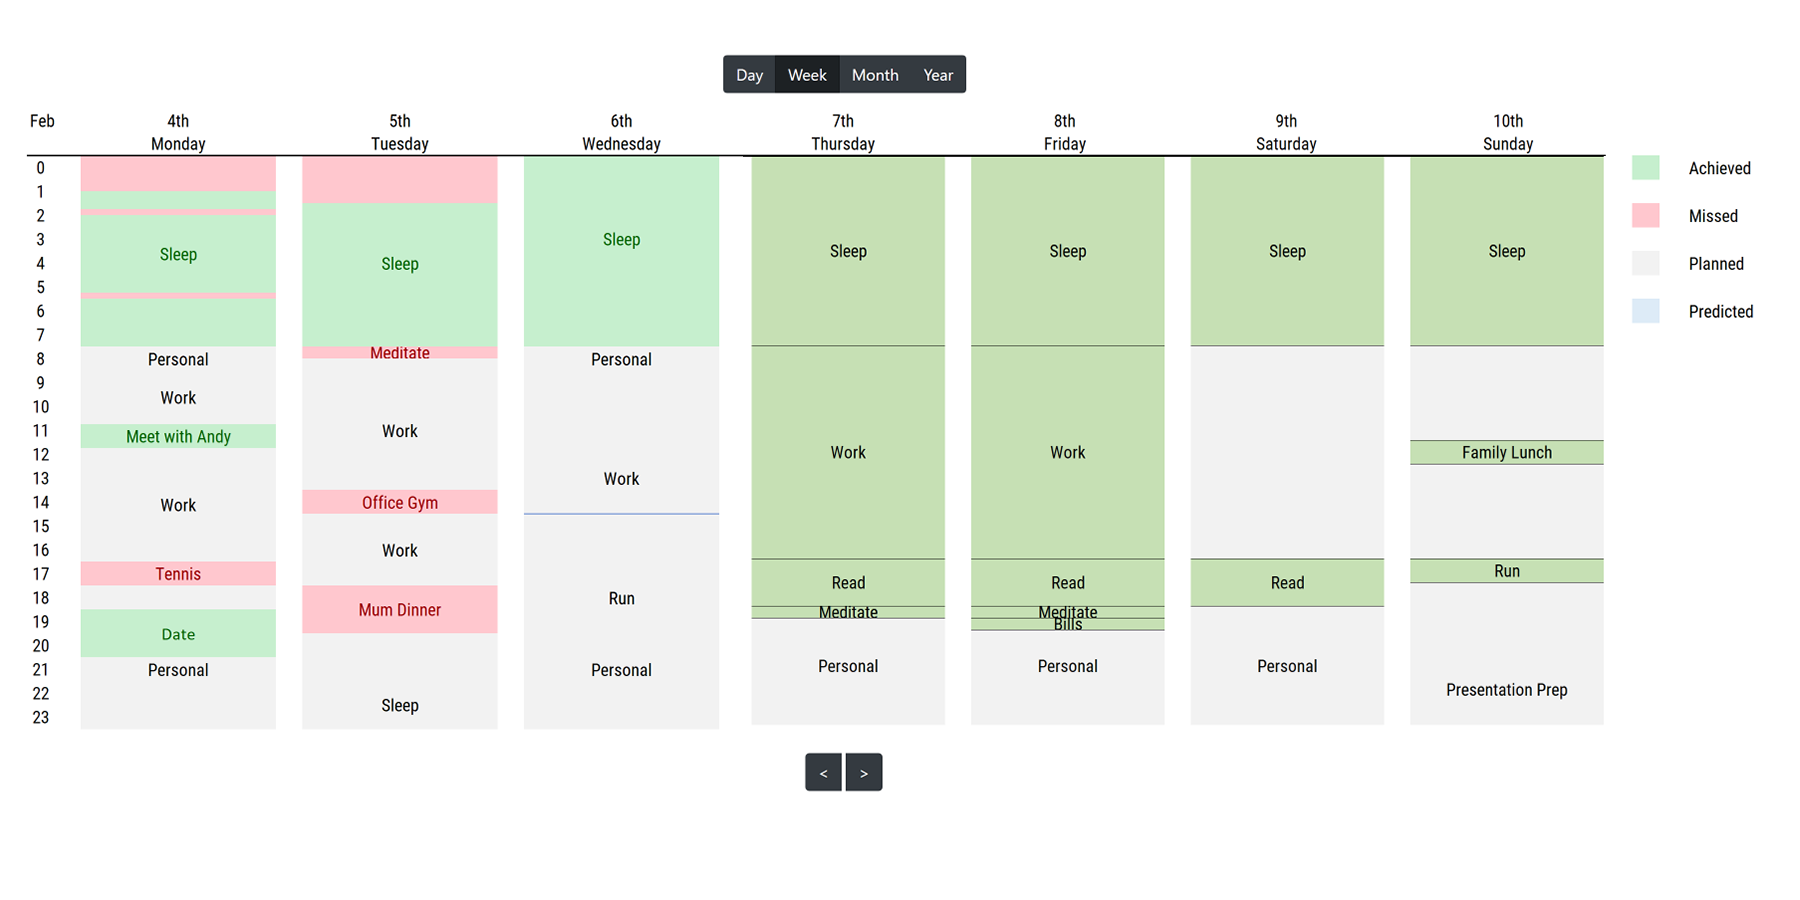 Day Week Month Year
Feb 4th 5th 6th 7th 8th 9th 10th
Monday Tuesday Wednesday Thursday Friday Saturday Sunday
0 Achieved
1
2 Missed
3 Sleep Sleep Sleep Sleep Sleep
4 Sleep Sleep Planned
5
6 Predicted
7
Meditate
8 Personal Personal
9
Work
10
11 Meet with Andy Work
12 Work Work Family Lunch
13 Work
14 Work Office Gym
15
16 Work
17 Tennis Run
Read Read Read
18 Run
Mum Dinner Meditate Meditate
19 Bills
Date
20
21 Personal Personal Personal Personal Personal
22 Presentation Prep
Sleep
23
< >